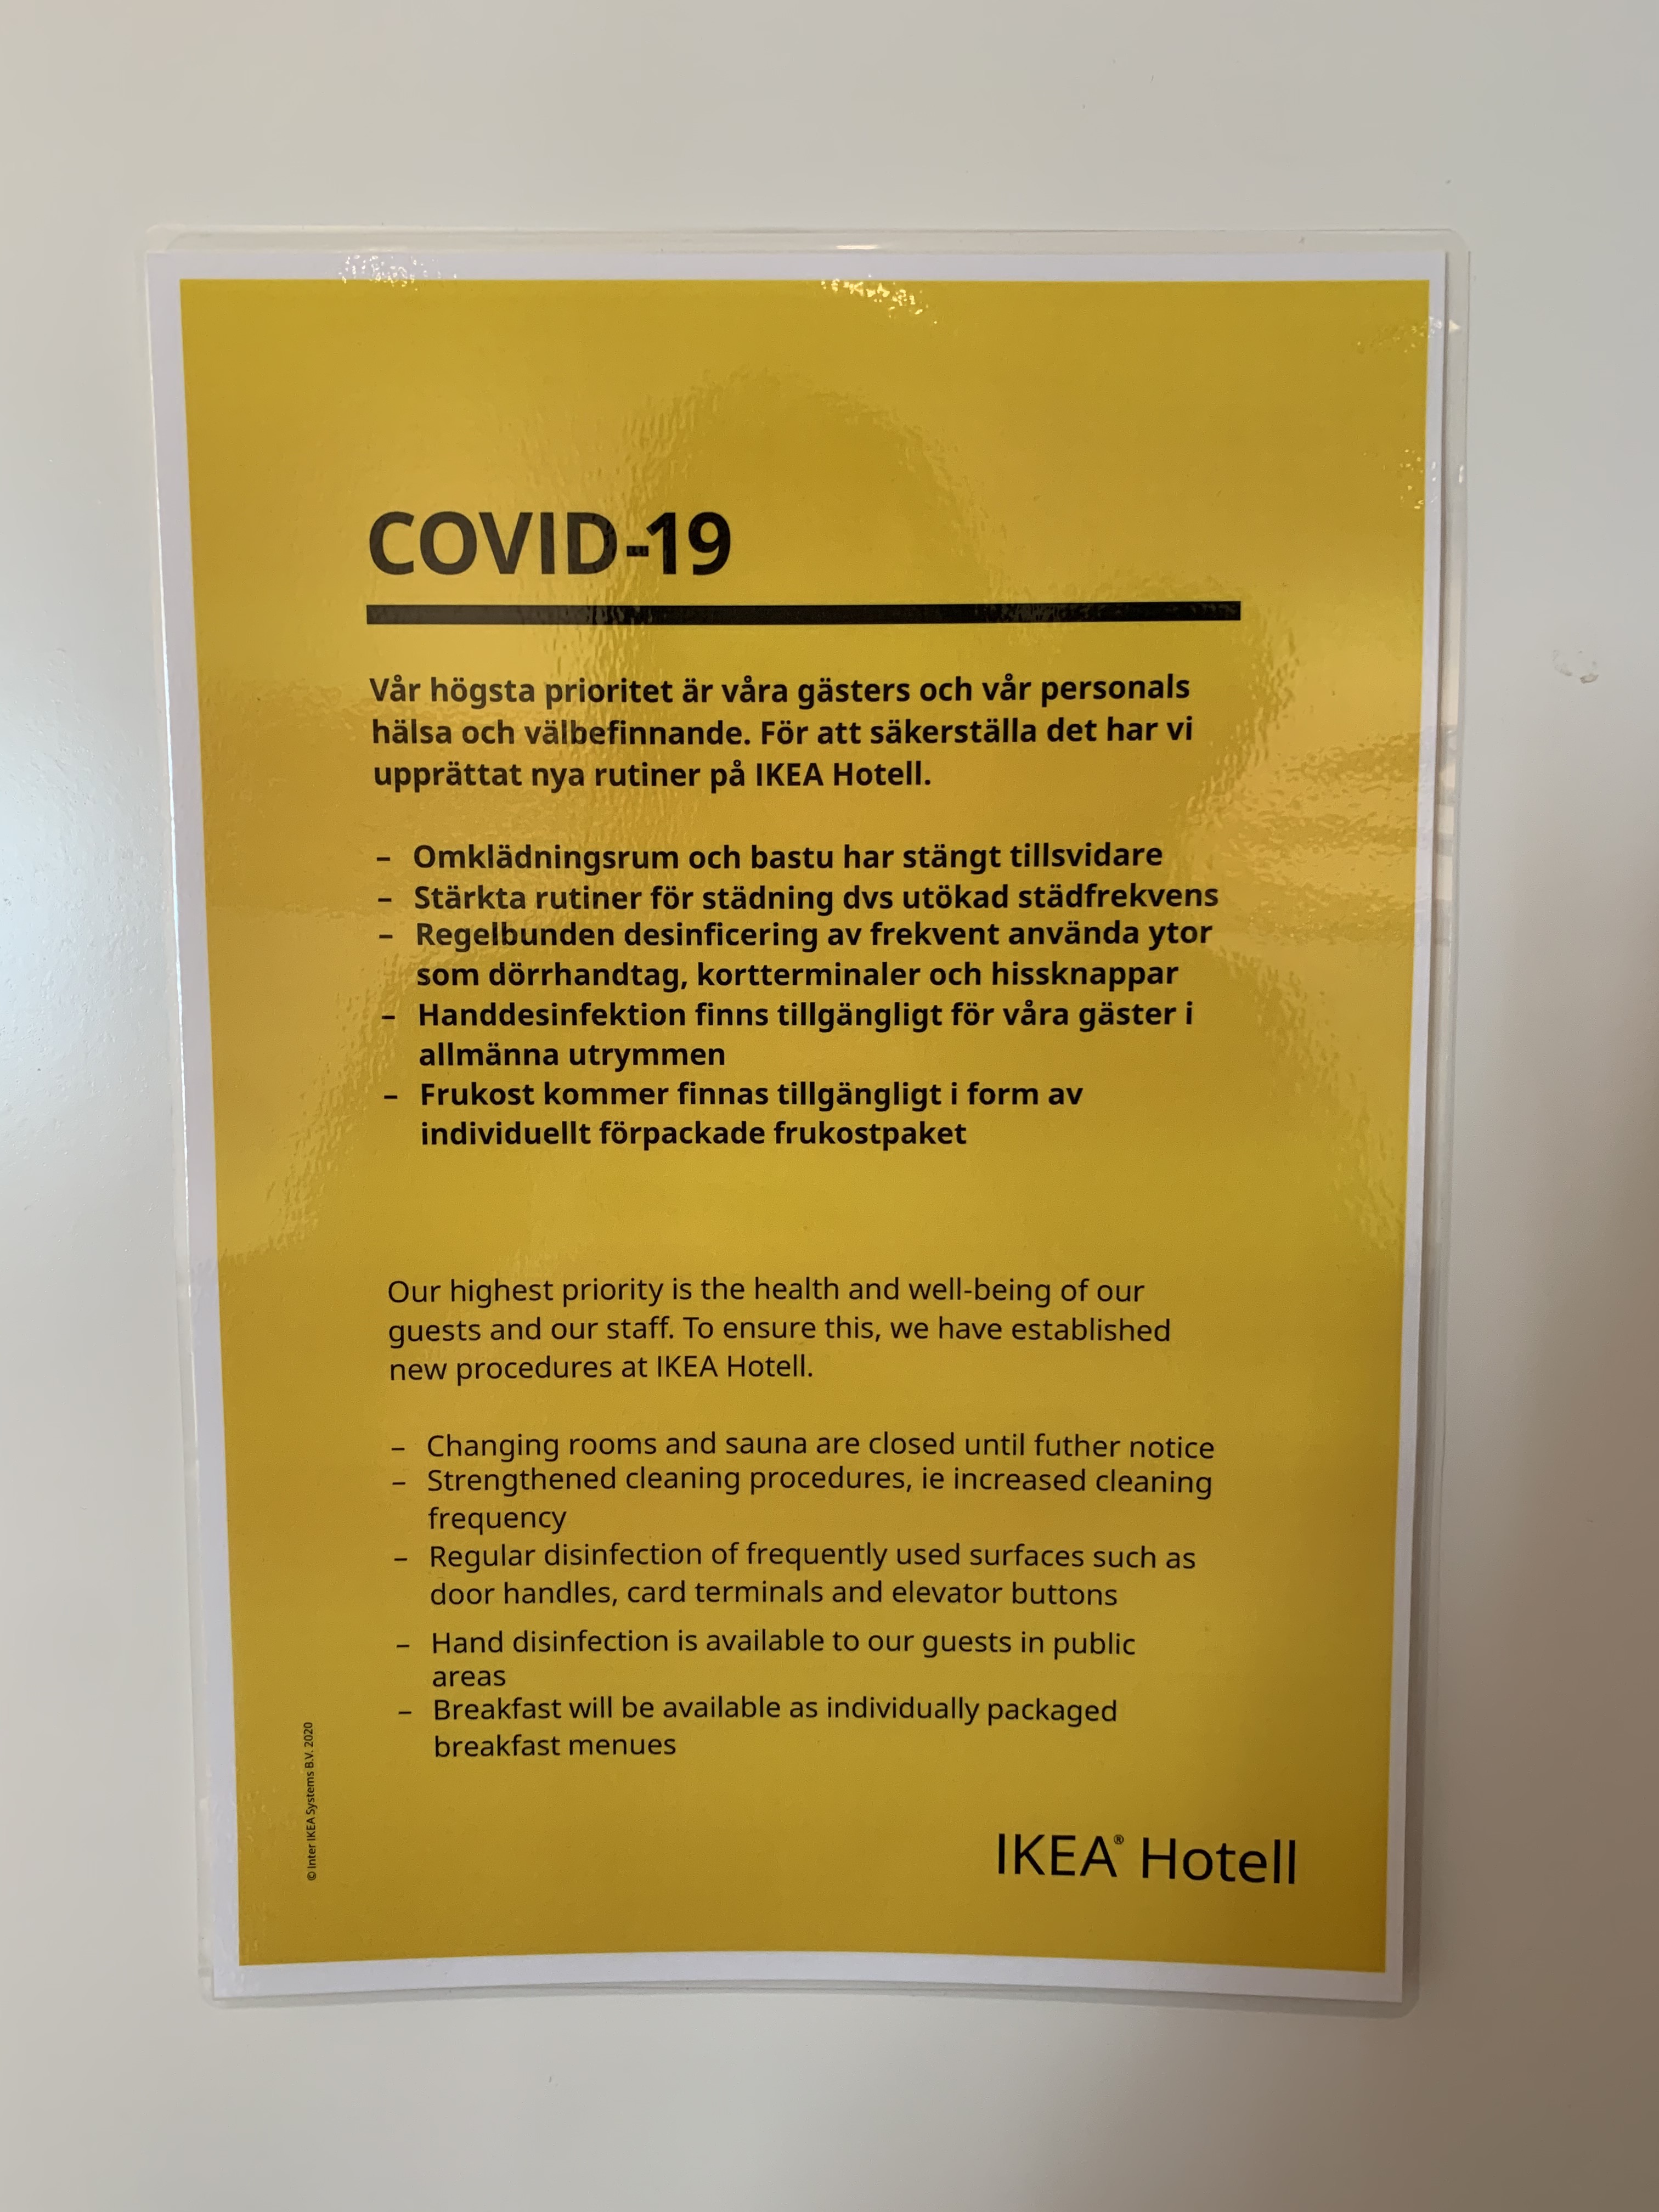 COVID-19
Vår högsta prioritet är våra gästers och vår personals
hälsa och välbefinnande. För att säkerställa det har vi
upprättat nya rutiner på IKEA Hotell.
– Omklädningsrum och bastu har stängt tillsvidare
– Stärkta rutiner för städning dvs utökad städfrekvens
– Regelbunden desinficering av frekvent använda ytor
som dörrhandtag, kortterminaler och hissknappar
– Handdesinfektion finns tillgängligt för våra gäster i
allmänna utrymmen
– Frukost kommer finnas tillgängligt i form av
individuellt förpackade frukostpaket
Our highest priority is the health and well-being of our
guests and our staff. To ensure this, we have established
new procedures at IKEA Hotell.
– Changing rooms and sauna are closed until futher notice
– Strengthened cleaning procedures, ie increased cleaning
frequency
– Regular disinfection of frequently used surfaces such as
door handles, card terminals and elevator buttons
– Hand disinfection is available to our guests in public
areas
– Breakfast will be available as individually packaged
breakfast menues
© Inter IKEA Systems B.V. 2020
IKEA® Hotell